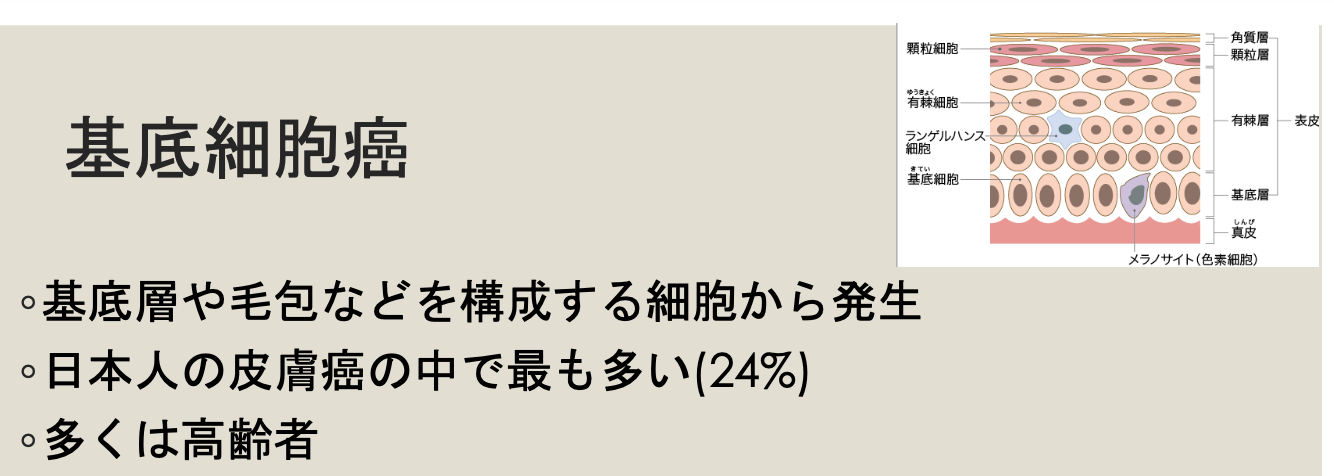 基底細胞癌
◦基底層や毛包などを構成する細胞から発生
◦日本人の皮膚癌の中で最も多い(24%)
◦多くは高齢者
顆粒細胞
ゆうきょく
有棘細胞
ランゲルハンス
細胞
きてい
基底細胞
角質層
顆粒層
有棘層
表皮
基底層
しんぴ
真皮
メラノサイト(色素細胞)